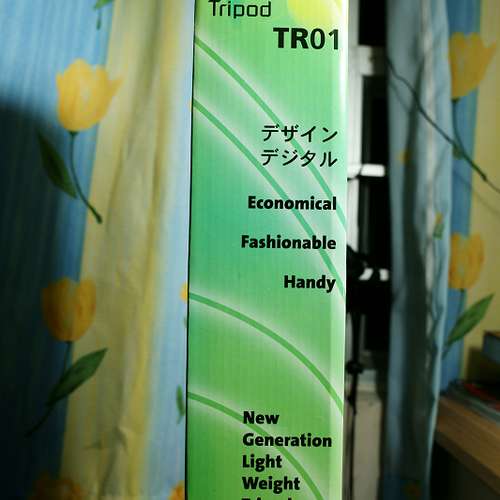 Tripod
TR01
デザイン
デジタル
Economical
Fashionable
Handy
New
Generation
Light
Weight